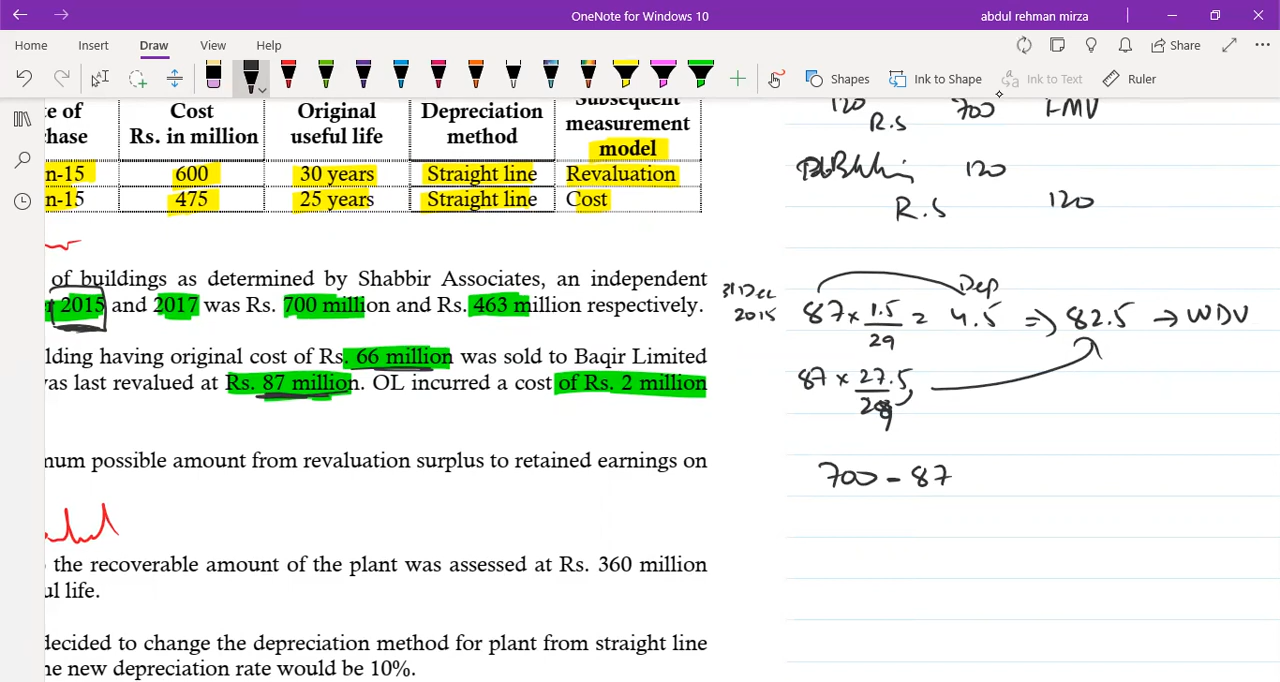 OneNote for Windows 10
abdul rehman mirza
Home Insert Draw View Help
Share
Shapes Ink to Shape Ink to Text Ruler
te of Cost Original Depreciation Subsequent
hase Rs. in million useful life method measurement
model
n-15 600 30 years Straight line Revaluation
n-15 475 25 years Straight line Cost
of buildings as determined by Shabbir Associates, an independent
r 2015 and 2017 was Rs. 700 million and Rs. 463 million respectively.
lding having original cost of Rs. 66 million was sold to Baqir Limited
as last revalued at Rs. 87 million. OL incurred a cost of Rs. 2 million
mum possible amount from revaluation surplus to retained earnings on
the recoverable amount of the plant was assessed at Rs. 360 million
ul life.
decided to change the depreciation method for plant from straight line
he new depreciation rate would be 10%.
120 700 FMV
R.S
120
R.S 120
31 Dec 2015
Dep
87 × 1.5/29 = 4.5 => 82.5 → WDV
87 × 27.5/29
700 - 87